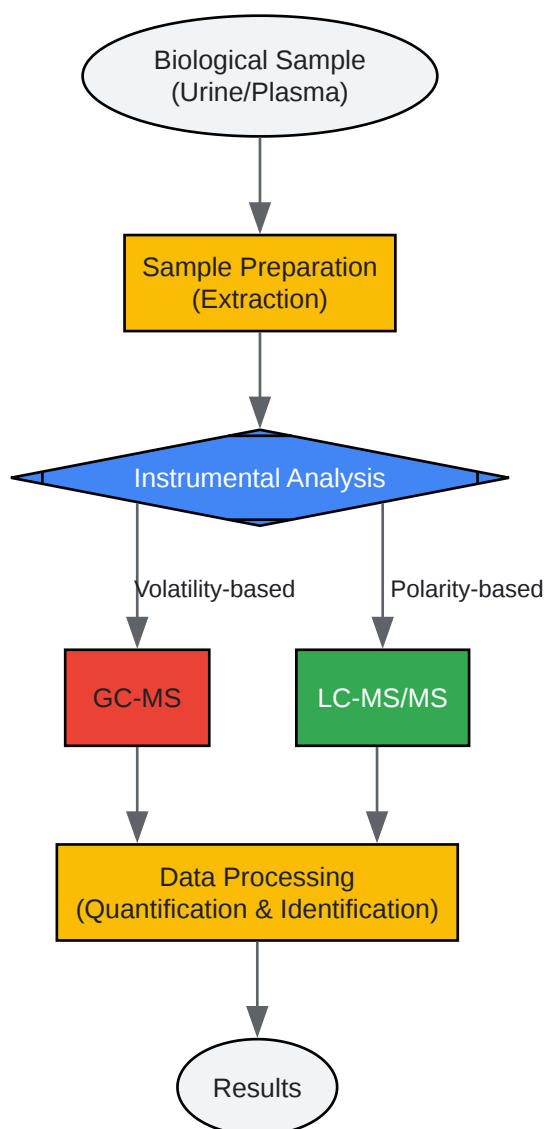 Biological Sample
(Urine/Plasma)
Sample Preparation
(Extraction)
Instrumental Analysis
Volatility-based
Polarity-based
GC-MS
LC-MS/MS
Data Processing
(Quantification & Identification)
Results